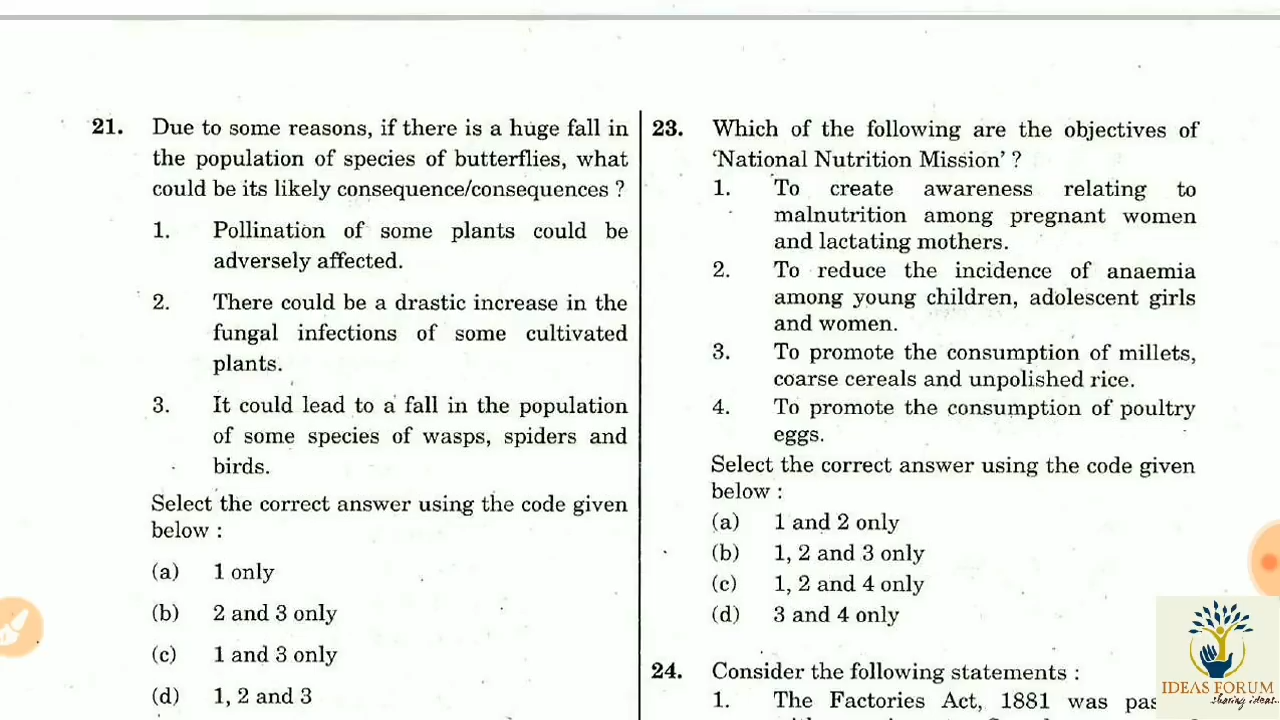 21. Due to some reasons, if there is a huge fall in
the population of species of butterflies, what
could be its likely consequence/consequences ?
1. Pollination of some plants could be
adversely affected.
2. There could be a drastic increase in the
fungal infections of some cultivated
plants.
3. It could lead to a fall in the population
of some species of wasps, spiders and
birds.
Select the correct answer using the code given
below :
(a) 1 only
(b) 2 and 3 only
(c) 1 and 3 only
(d) 1, 2 and 3
23. Which of the following are the objectives of
‘National Nutrition Mission’ ?
1. To create awareness relating to
malnutrition among pregnant women
and lactating mothers.
2. To reduce the incidence of anaemia
among young children, adolescent girls
and women.
3. To promote the consumption of millets,
coarse cereals and unpolished rice.
4. To promote the consumption of poultry
eggs.
Select the correct answer using the code given
below :
(a) 1 and 2 only
(b) 1, 2 and 3 only
(c) 1, 2 and 4 only
(d) 3 and 4 only
24. Consider the following statements :
1. The Factories Act, 1881 was
IDEAS FORUM
sharing ideas